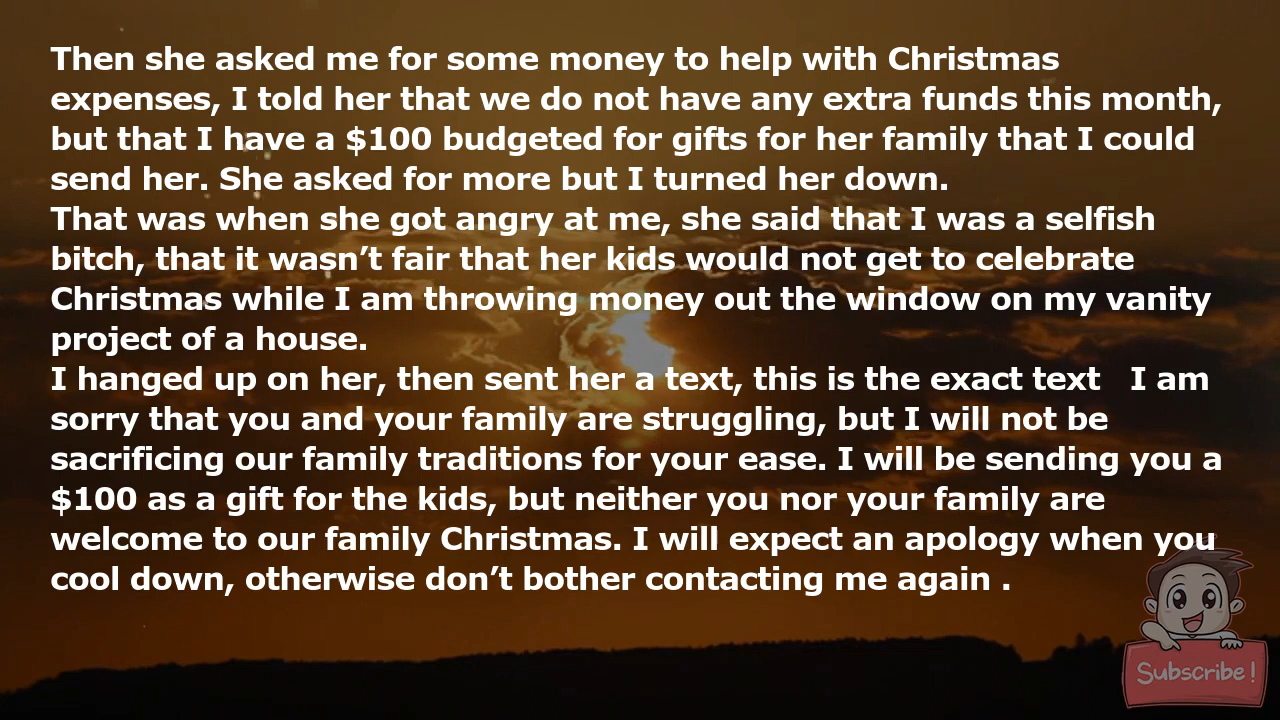 Then she asked me for some money to help with Christmas
expenses, I told her that we do not have any extra funds this month,
but that I have a $100 budgeted for gifts for her family that I could
send her. She asked for more but I turned her down.
That was when she got angry at me, she said that I was a selfish
bitch, that it wasn’t fair that her kids would not get to celebrate
Christmas while I am throwing money out the window on my vanity
project of a house.
I hanged up on her, then sent her a text, this is the exact text   I am
sorry that you and your family are struggling, but I will not be
sacrificing our family traditions for your ease. I will be sending you a
$100 as a gift for the kids, but neither you nor your family are
welcome to our family Christmas. I will expect an apology when you
cool down, otherwise don’t bother contacting me again .
Subscribe!